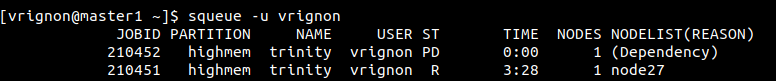 [vrignon@master1 ~]$ squeue -u vrignon
JOBID PARTITION NAME USER ST TIME NODES NODELIST(REASON)
210452 highmem trinity vrignon PD 0:00 1 (Dependency)
210451 highmem trinity vrignon R 3:28 1 node27